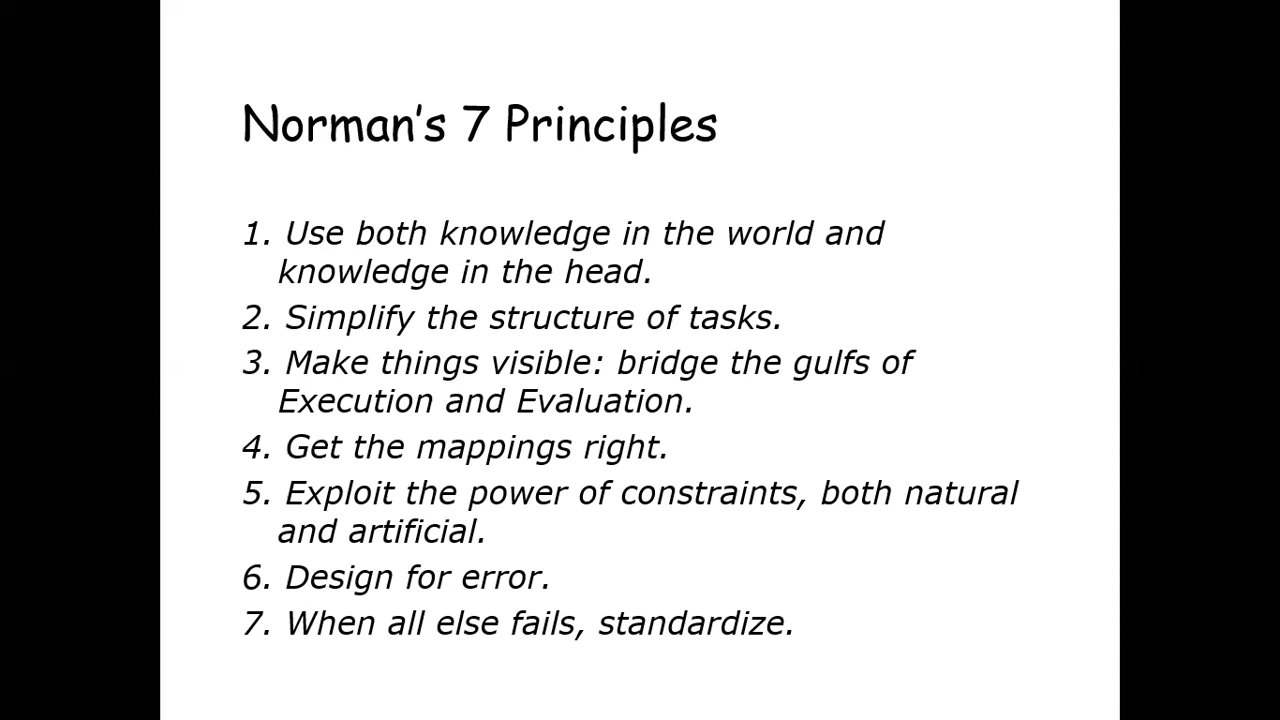 Norman's 7 Principles
1. Use both knowledge in the world and
knowledge in the head.
2. Simplify the structure of tasks.
3. Make things visible: bridge the gulfs of
Execution and Evaluation.
4. Get the mappings right.
5. Exploit the power of constraints, both natural
and artificial.
6. Design for error.
7. When all else fails, standardize.